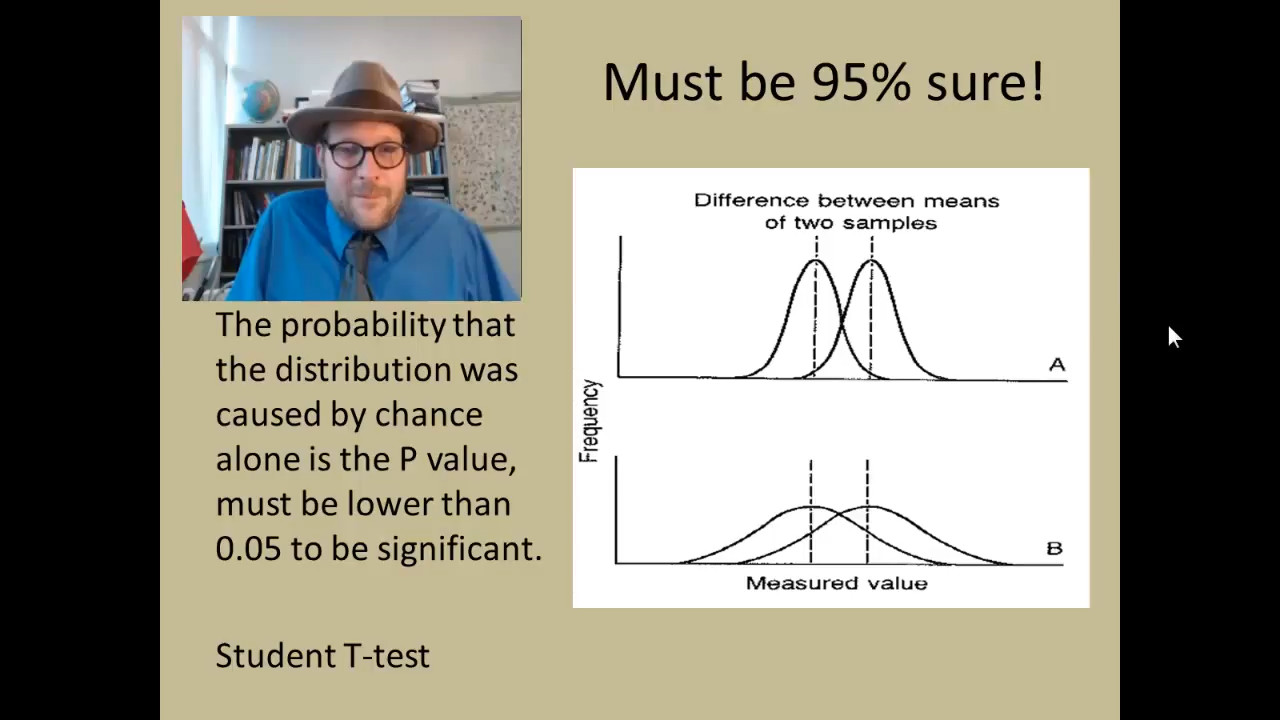 Must be 95% sure!
The probability that
the distribution was
caused by chance
alone is the P value,
must be lower than
0.05 to be significant.
Student T-test
Difference between means
of two samples
A
Frequency
B
Measured value